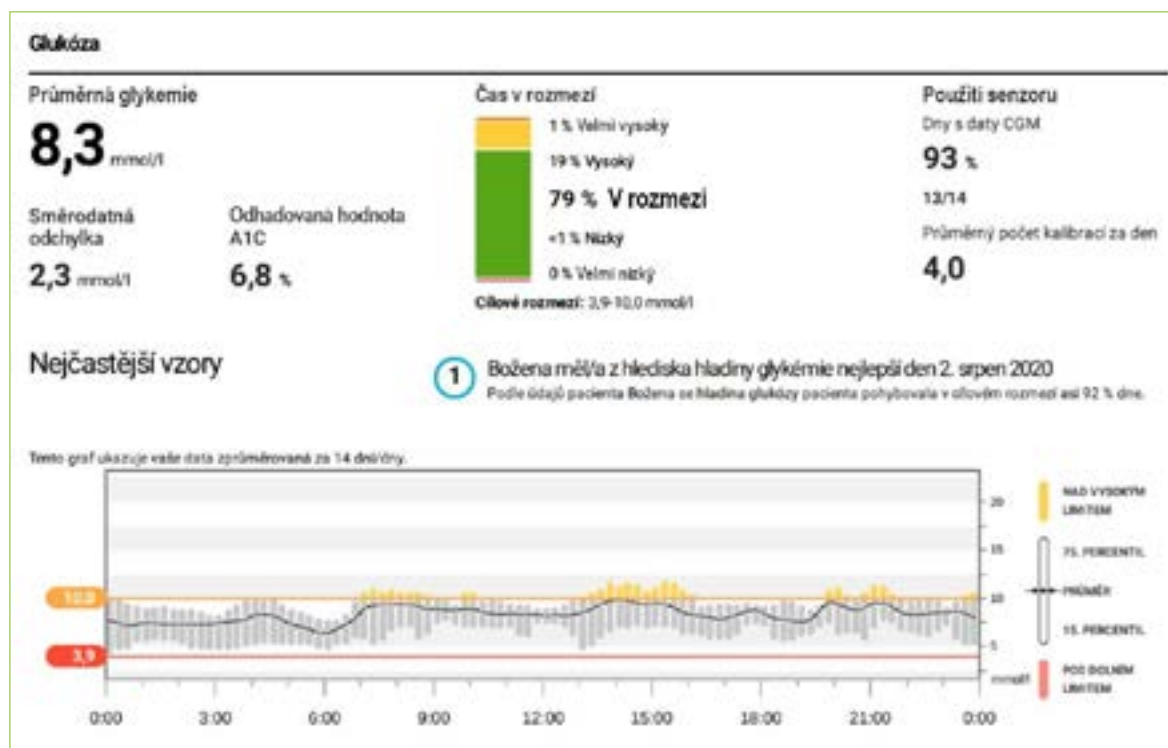 Glukóza
Průměrná glykemie
8,3 mmol/l
Směrodatná
odchylka
2,3 mmol/l
Odhadovaná hodnota
A1C
6,8 %
Čas v rozmezí
1 % Velmi vysoký
19 % Vysoký
79 % V rozmezí
<1 % Nízký
0 % Velmi nízký
Cílové rozmezí: 3,9-10,0 mmol/l
Použití senzoru
Dny s daty CGM
93 %
13/14
Průměrný počet kalibrací za den
4,0
Nejčastější vzory
1
Božena měl/a z hlediska hladiny glykémie nejlepší den 2. srpen 2020
Podle údajů pacienta Božena se hladina glukózy pacienta pohybovala v cílovém rozmezí asi 92 % dne.
Tento graf ukazuje vaše data zprůměrovaná za 14 dní/dny.
20
15
10
5
mmol/l
10,0
3,9
0:00 3:00 6:00 9:00 12:00 15:00 18:00 21:00 0:00
NAD VYSOKÝM
LIMITEM
75. PERCENTIL
PRŮMĚR
15. PERCENTIL
POD DOLNÍM
LIMITEM